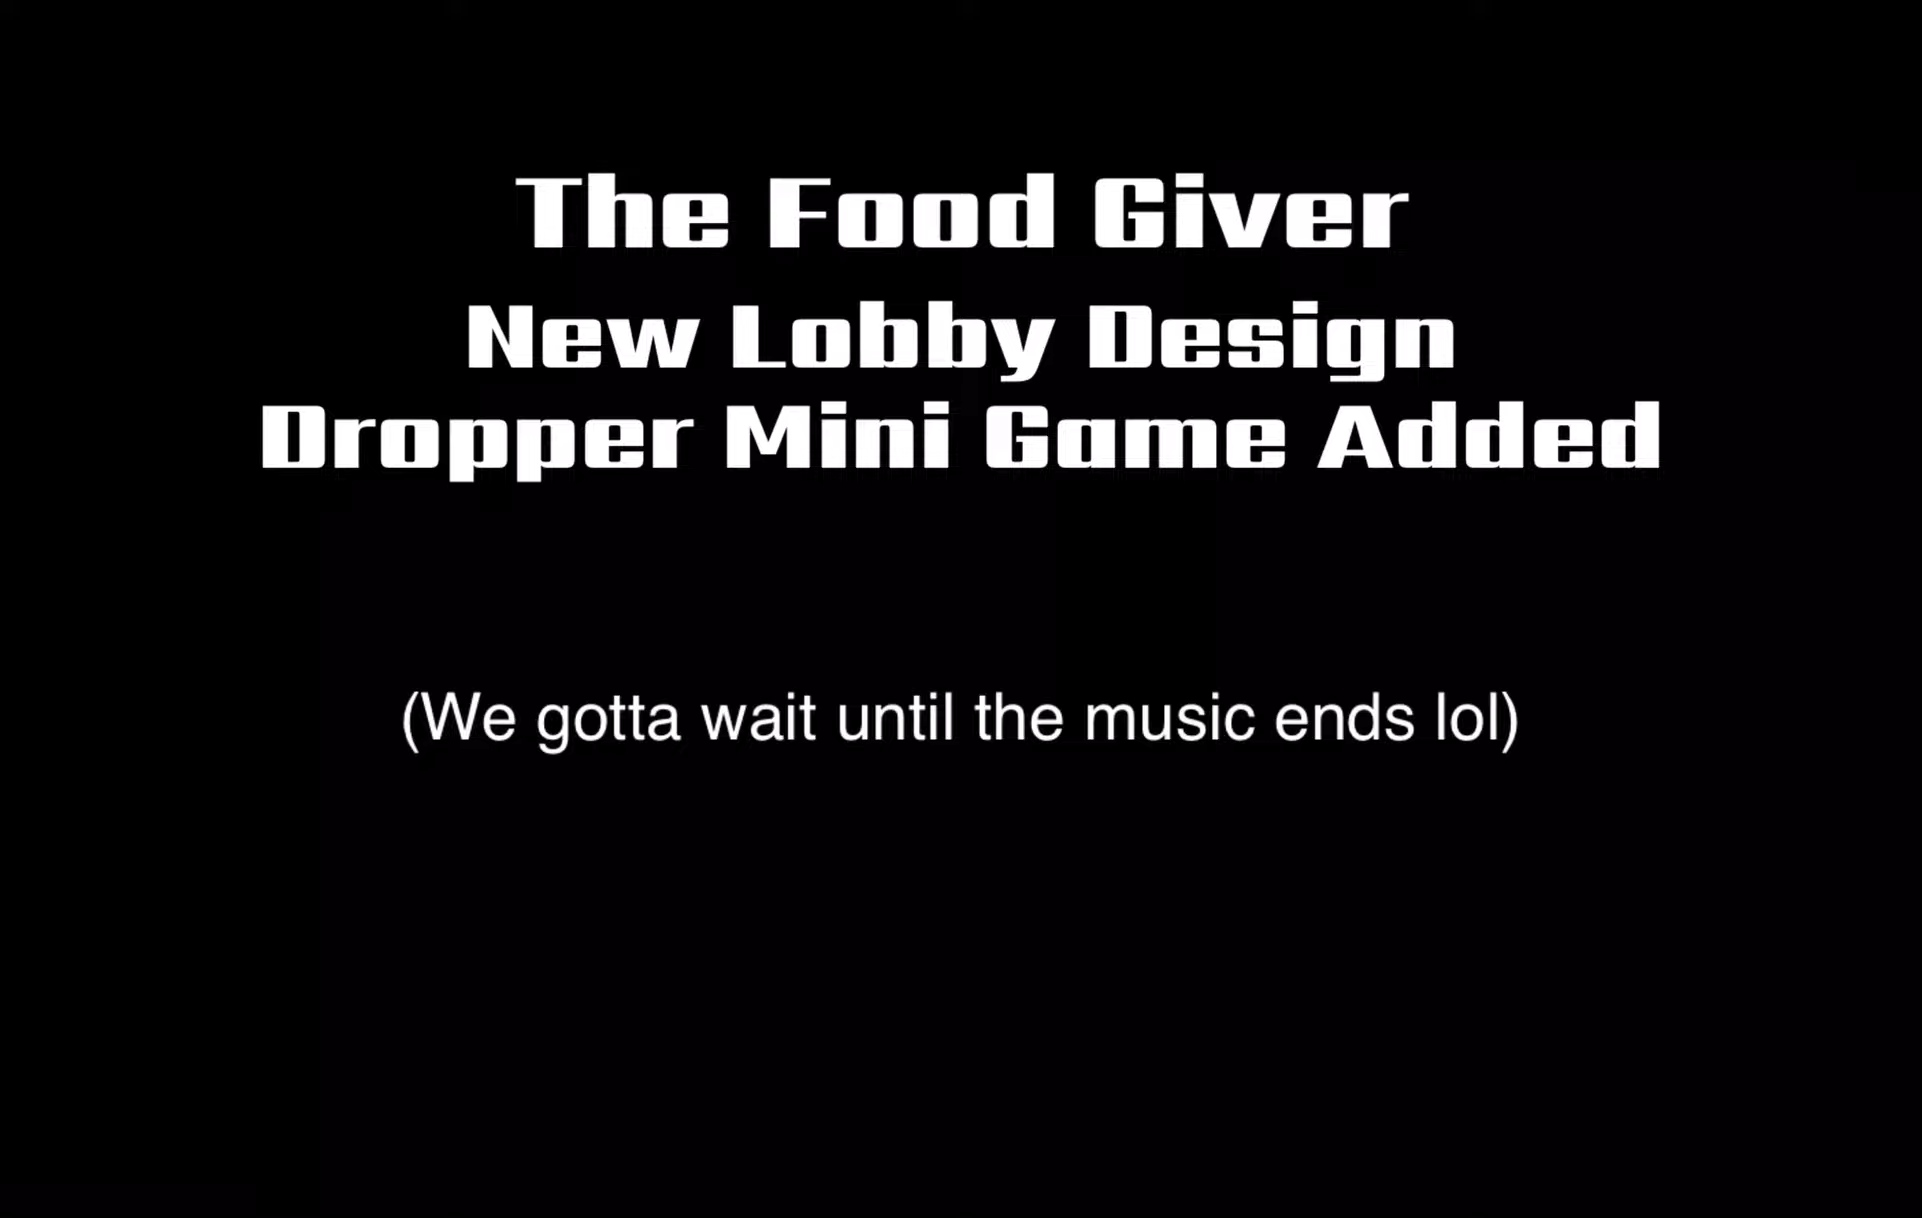 The Food Giver
New Lobby Design
Dropper Mini Game Added
(We gotta wait until the music ends lol)